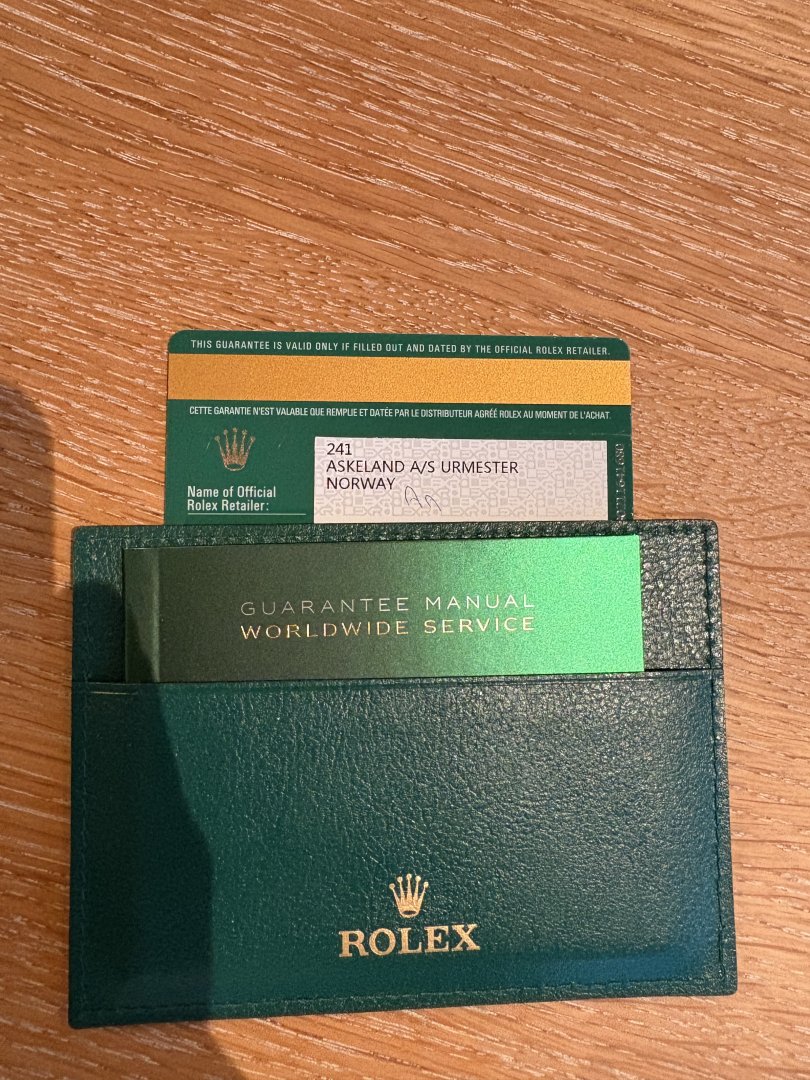 THIS GUARANTEE IS VALID ONLY IF FILLED OUT AND DATED BY THE OFFICIAL ROLEX RETAILER.
CETTE GARANTIE N'EST VALABLE QUE REMPLIE ET DATÉE PAR LE DISTRIBUTEUR AGRÉÉ ROLEX AU MOMENT DE L'ACHAT.
241
ASKELAND A/S URMESTER
NORWAY
Name of Official
Rolex Retailer:
GUARANTEE MANUAL
WORLDWIDE SERVICE
ROLEX